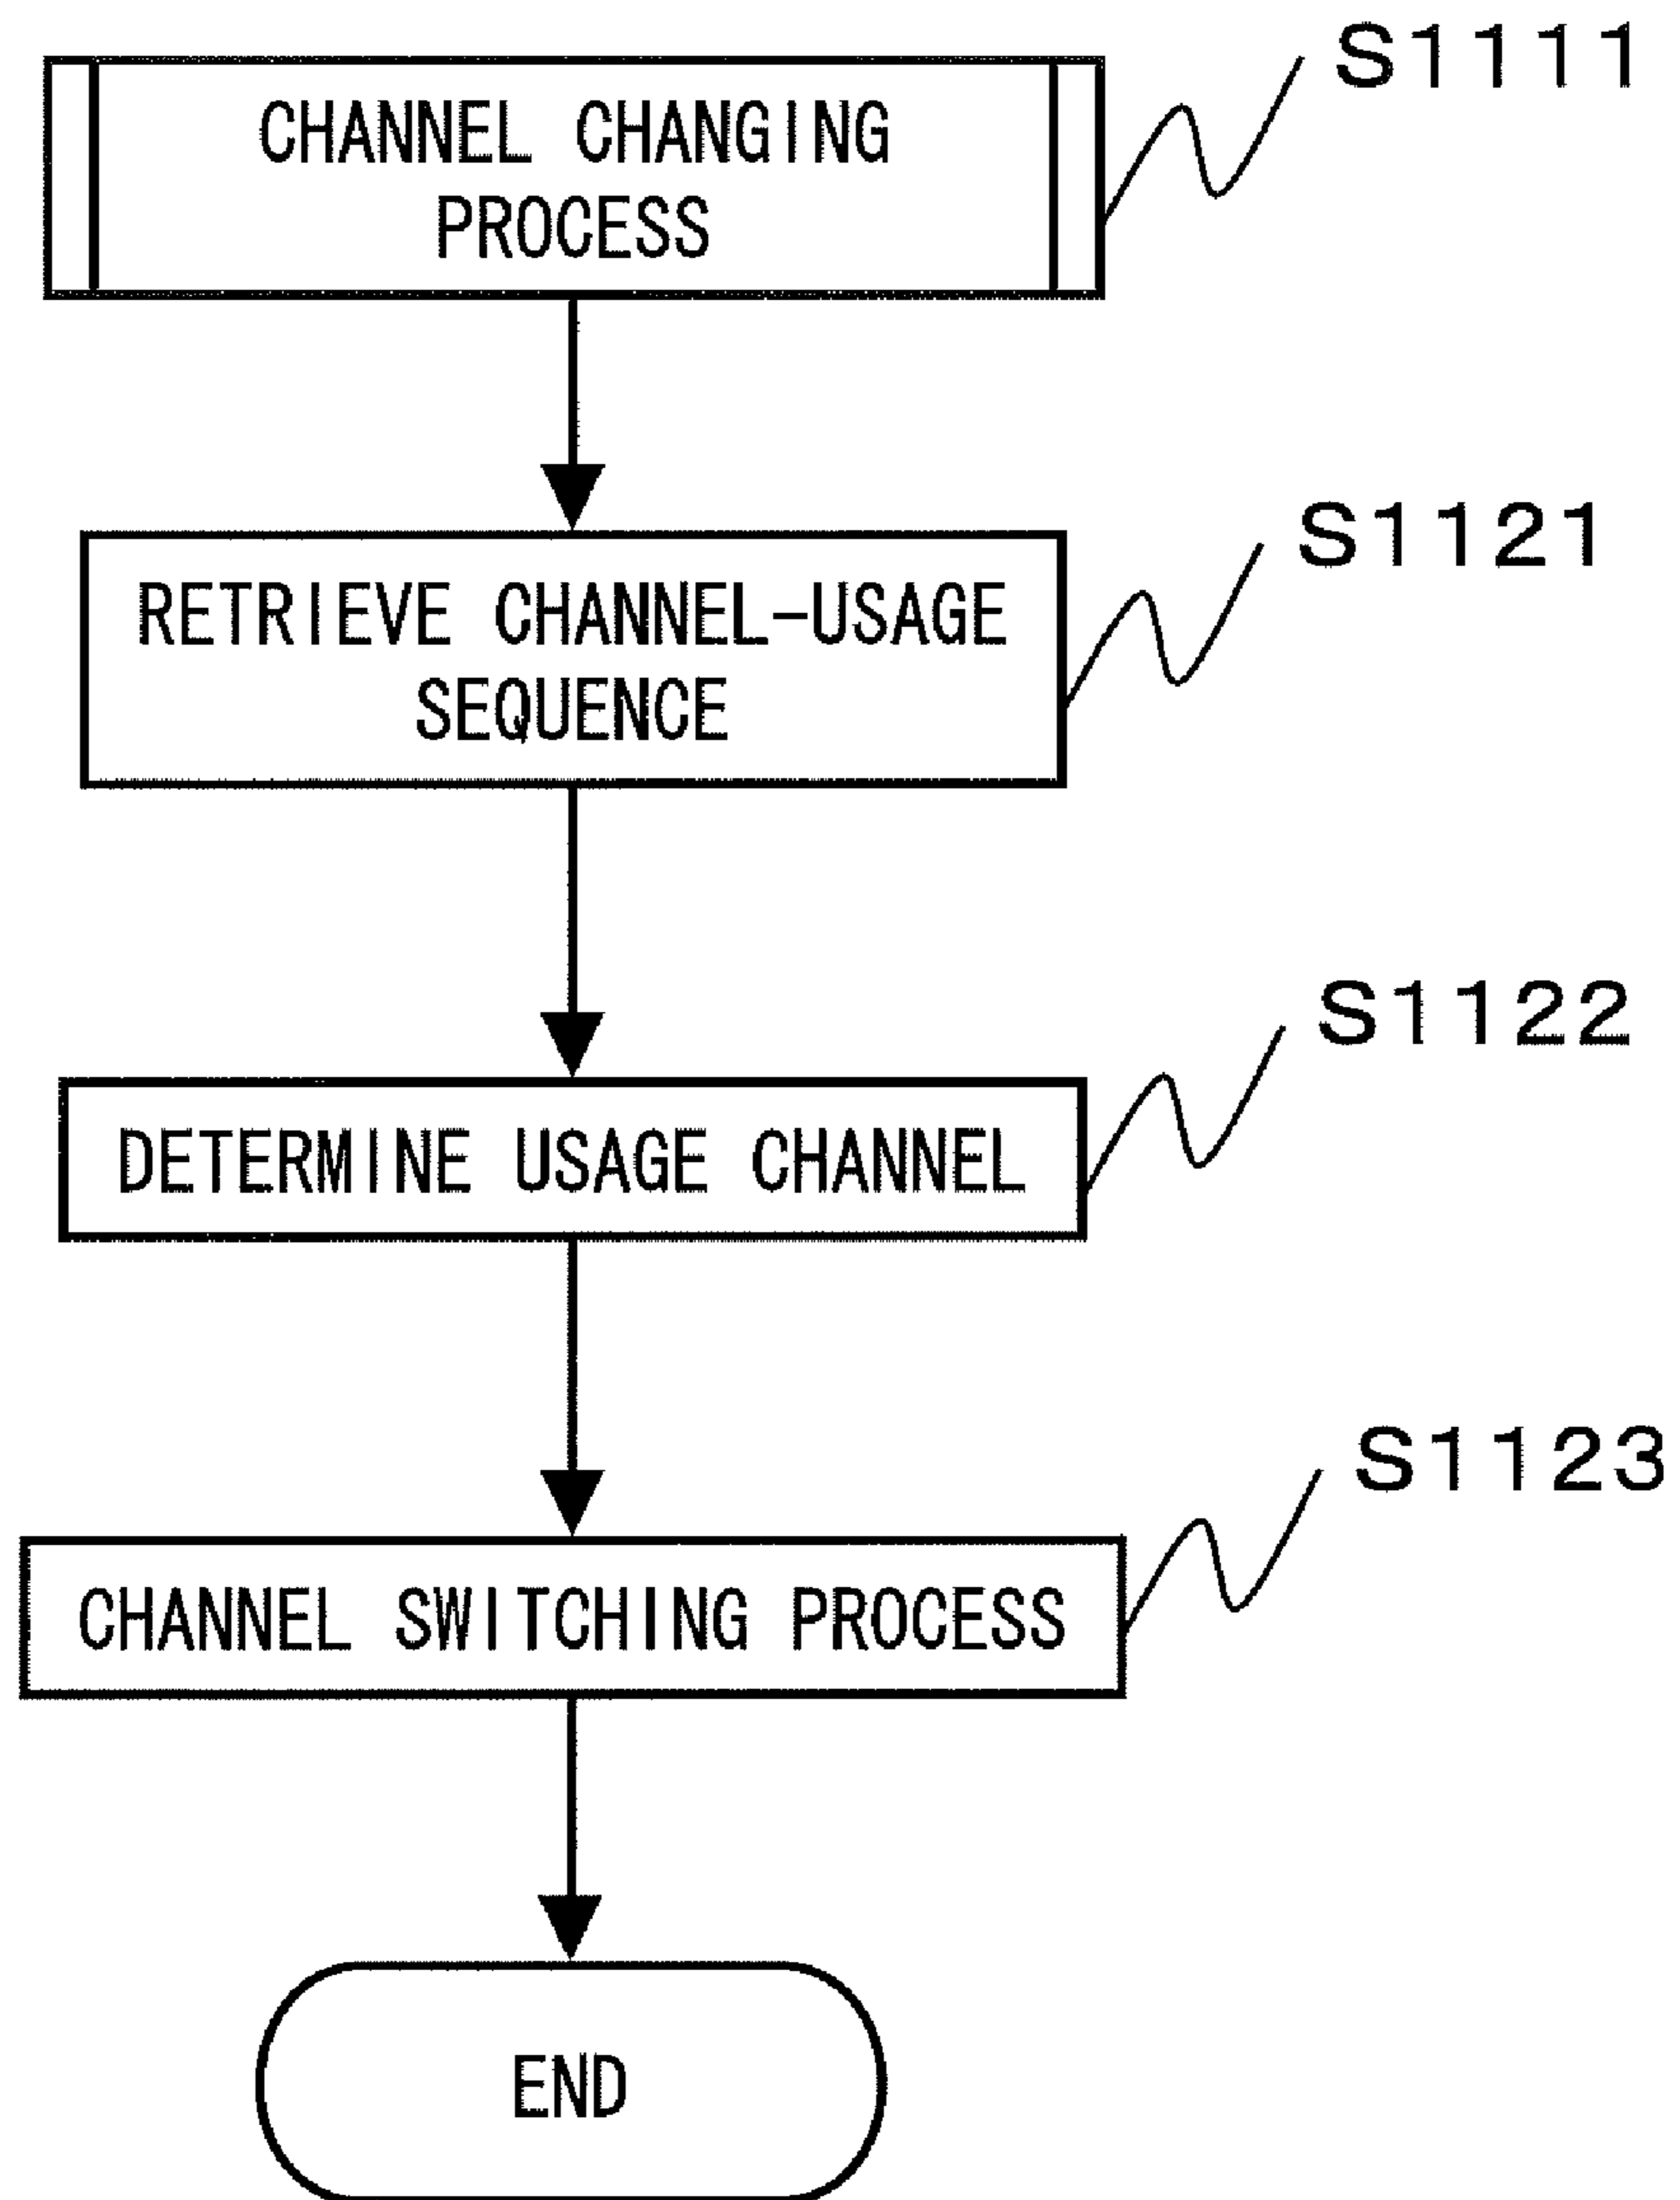 S1111
CHANNEL CHANGING
PROCESS
S1121
RETRIEVE CHANNEL-USAGE
SEQUENCE
S1122
DETERMINE USAGE CHANNEL
S1123
CHANNEL SWITCHING PROCESS
END